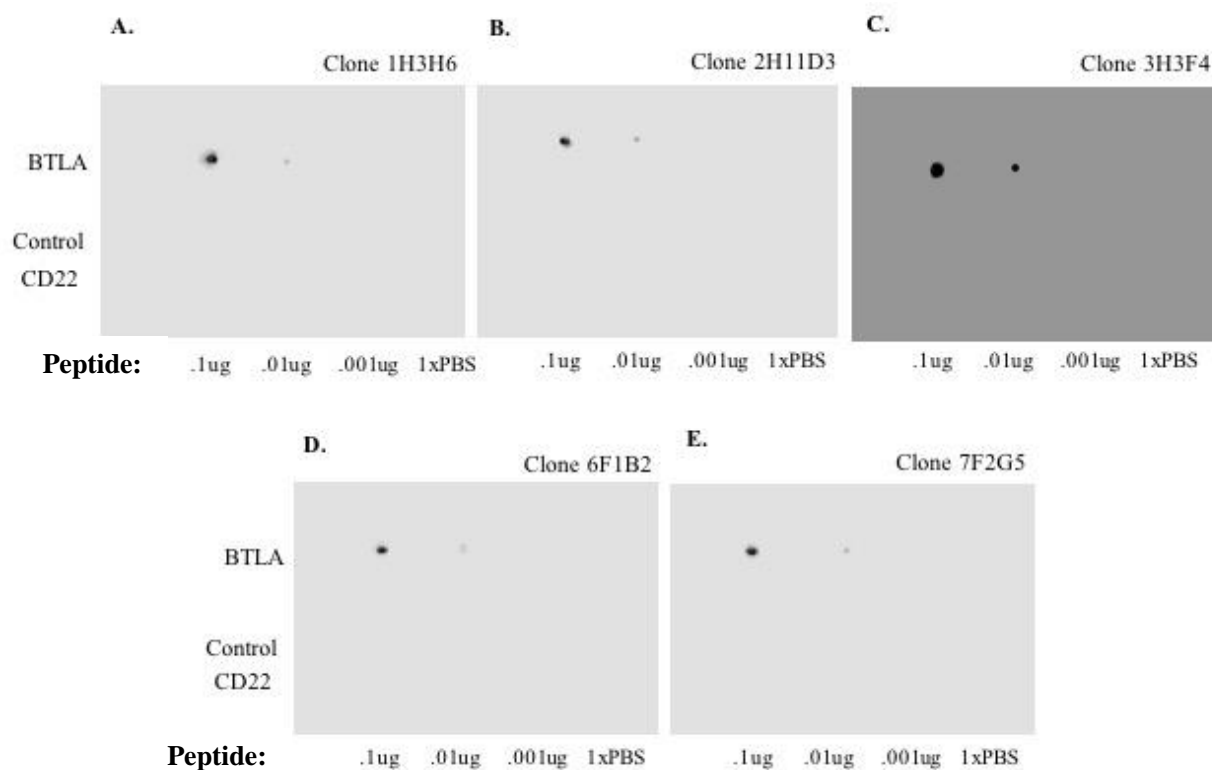 A.
Clone 1H3H6
B.
Clone 2H11D3
C.
Clone 3H3F4
BTLA
Control
CD22
Peptide:
.1ug .01ug .001ug 1xPBS
.1ug .01ug .001ug 1xPBS
.1ug .01ug .001ug 1xPBS
D.
Clone 6F1B2
E.
Clone 7F2G5
BTLA
Control
CD22
Peptide:
.1ug .01ug .001ug 1xPBS
.1ug .01ug .001ug 1xPBS